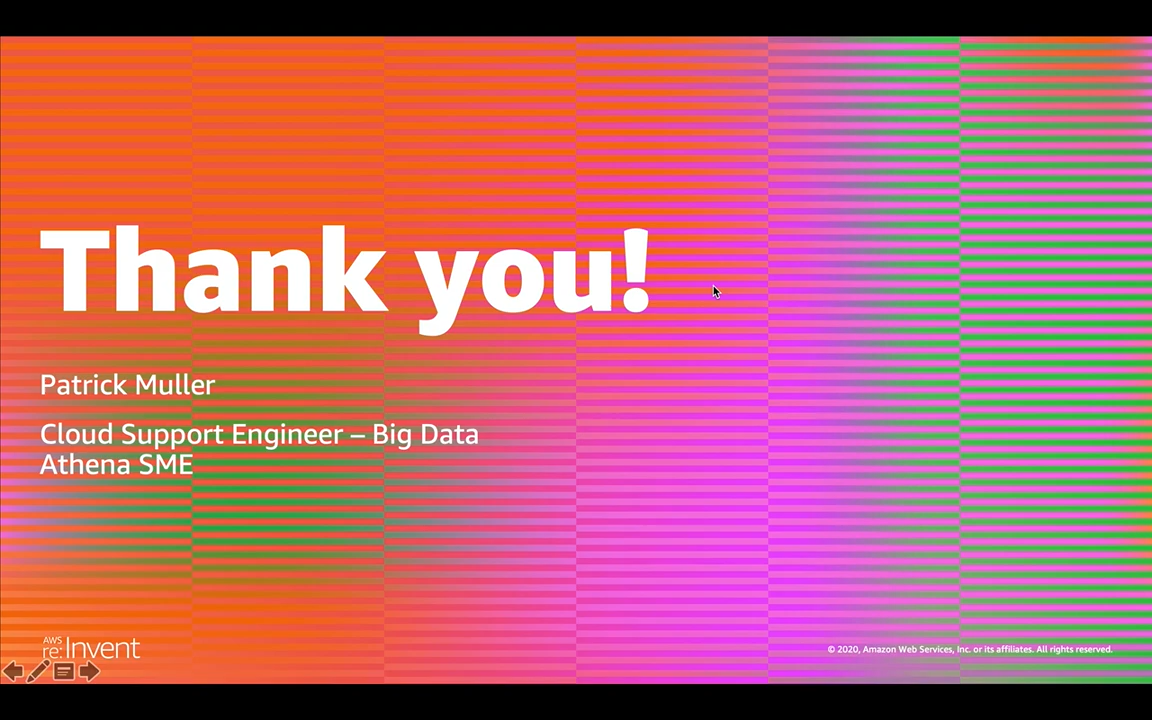 Thank you!
Patrick Muller
Cloud Support Engineer – Big Data
Athena SME
AWS
re:Invent
© 2020, Amazon Web Services, Inc. or its affiliates. All rights reserved.